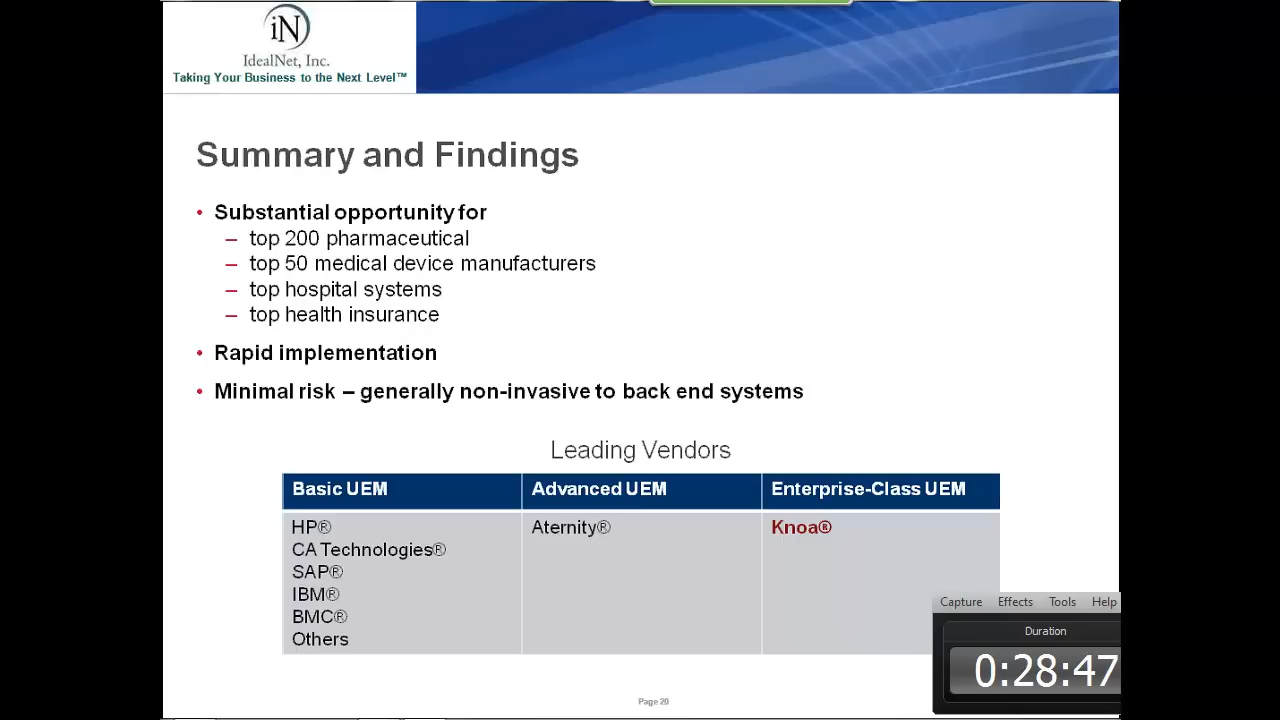 iN
IdealNet, Inc.
Taking Your Business to the Next Level™
Summary and Findings
• Substantial opportunity for
– top 200 pharmaceutical
– top 50 medical device manufacturers
– top hospital systems
– top health insurance
• Rapid implementation
• Minimal risk – generally non-invasive to back end systems
Leading Vendors
Basic UEM Advanced UEM Enterprise-Class UEM
HP® Aternity® Knoa®
CA Technologies®
SAP®
IBM®
BMC®
Others
Capture Effects Tools Help
Duration
0:28:47
Page 20